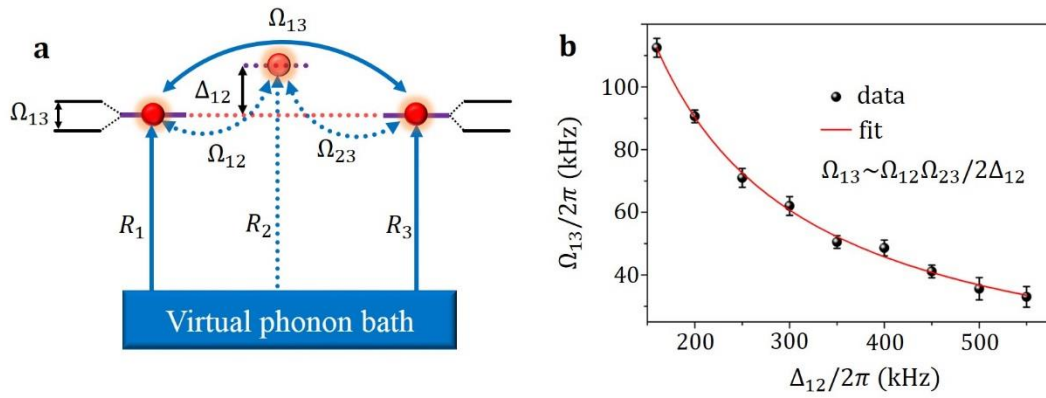 a
Ω₁₃
Δ₁₂
Ω₁₃
Ω₁₂
Ω₂₃
R₁
R₂
R₃
Virtual phonon bath
b
Ω₁₃/2π (kHz)
100
80
60
40
data
fit
Ω₁₃~Ω₁₂Ω₂₃/2Δ₁₂
200 300 400 500
Δ₁₂/2π (kHz)